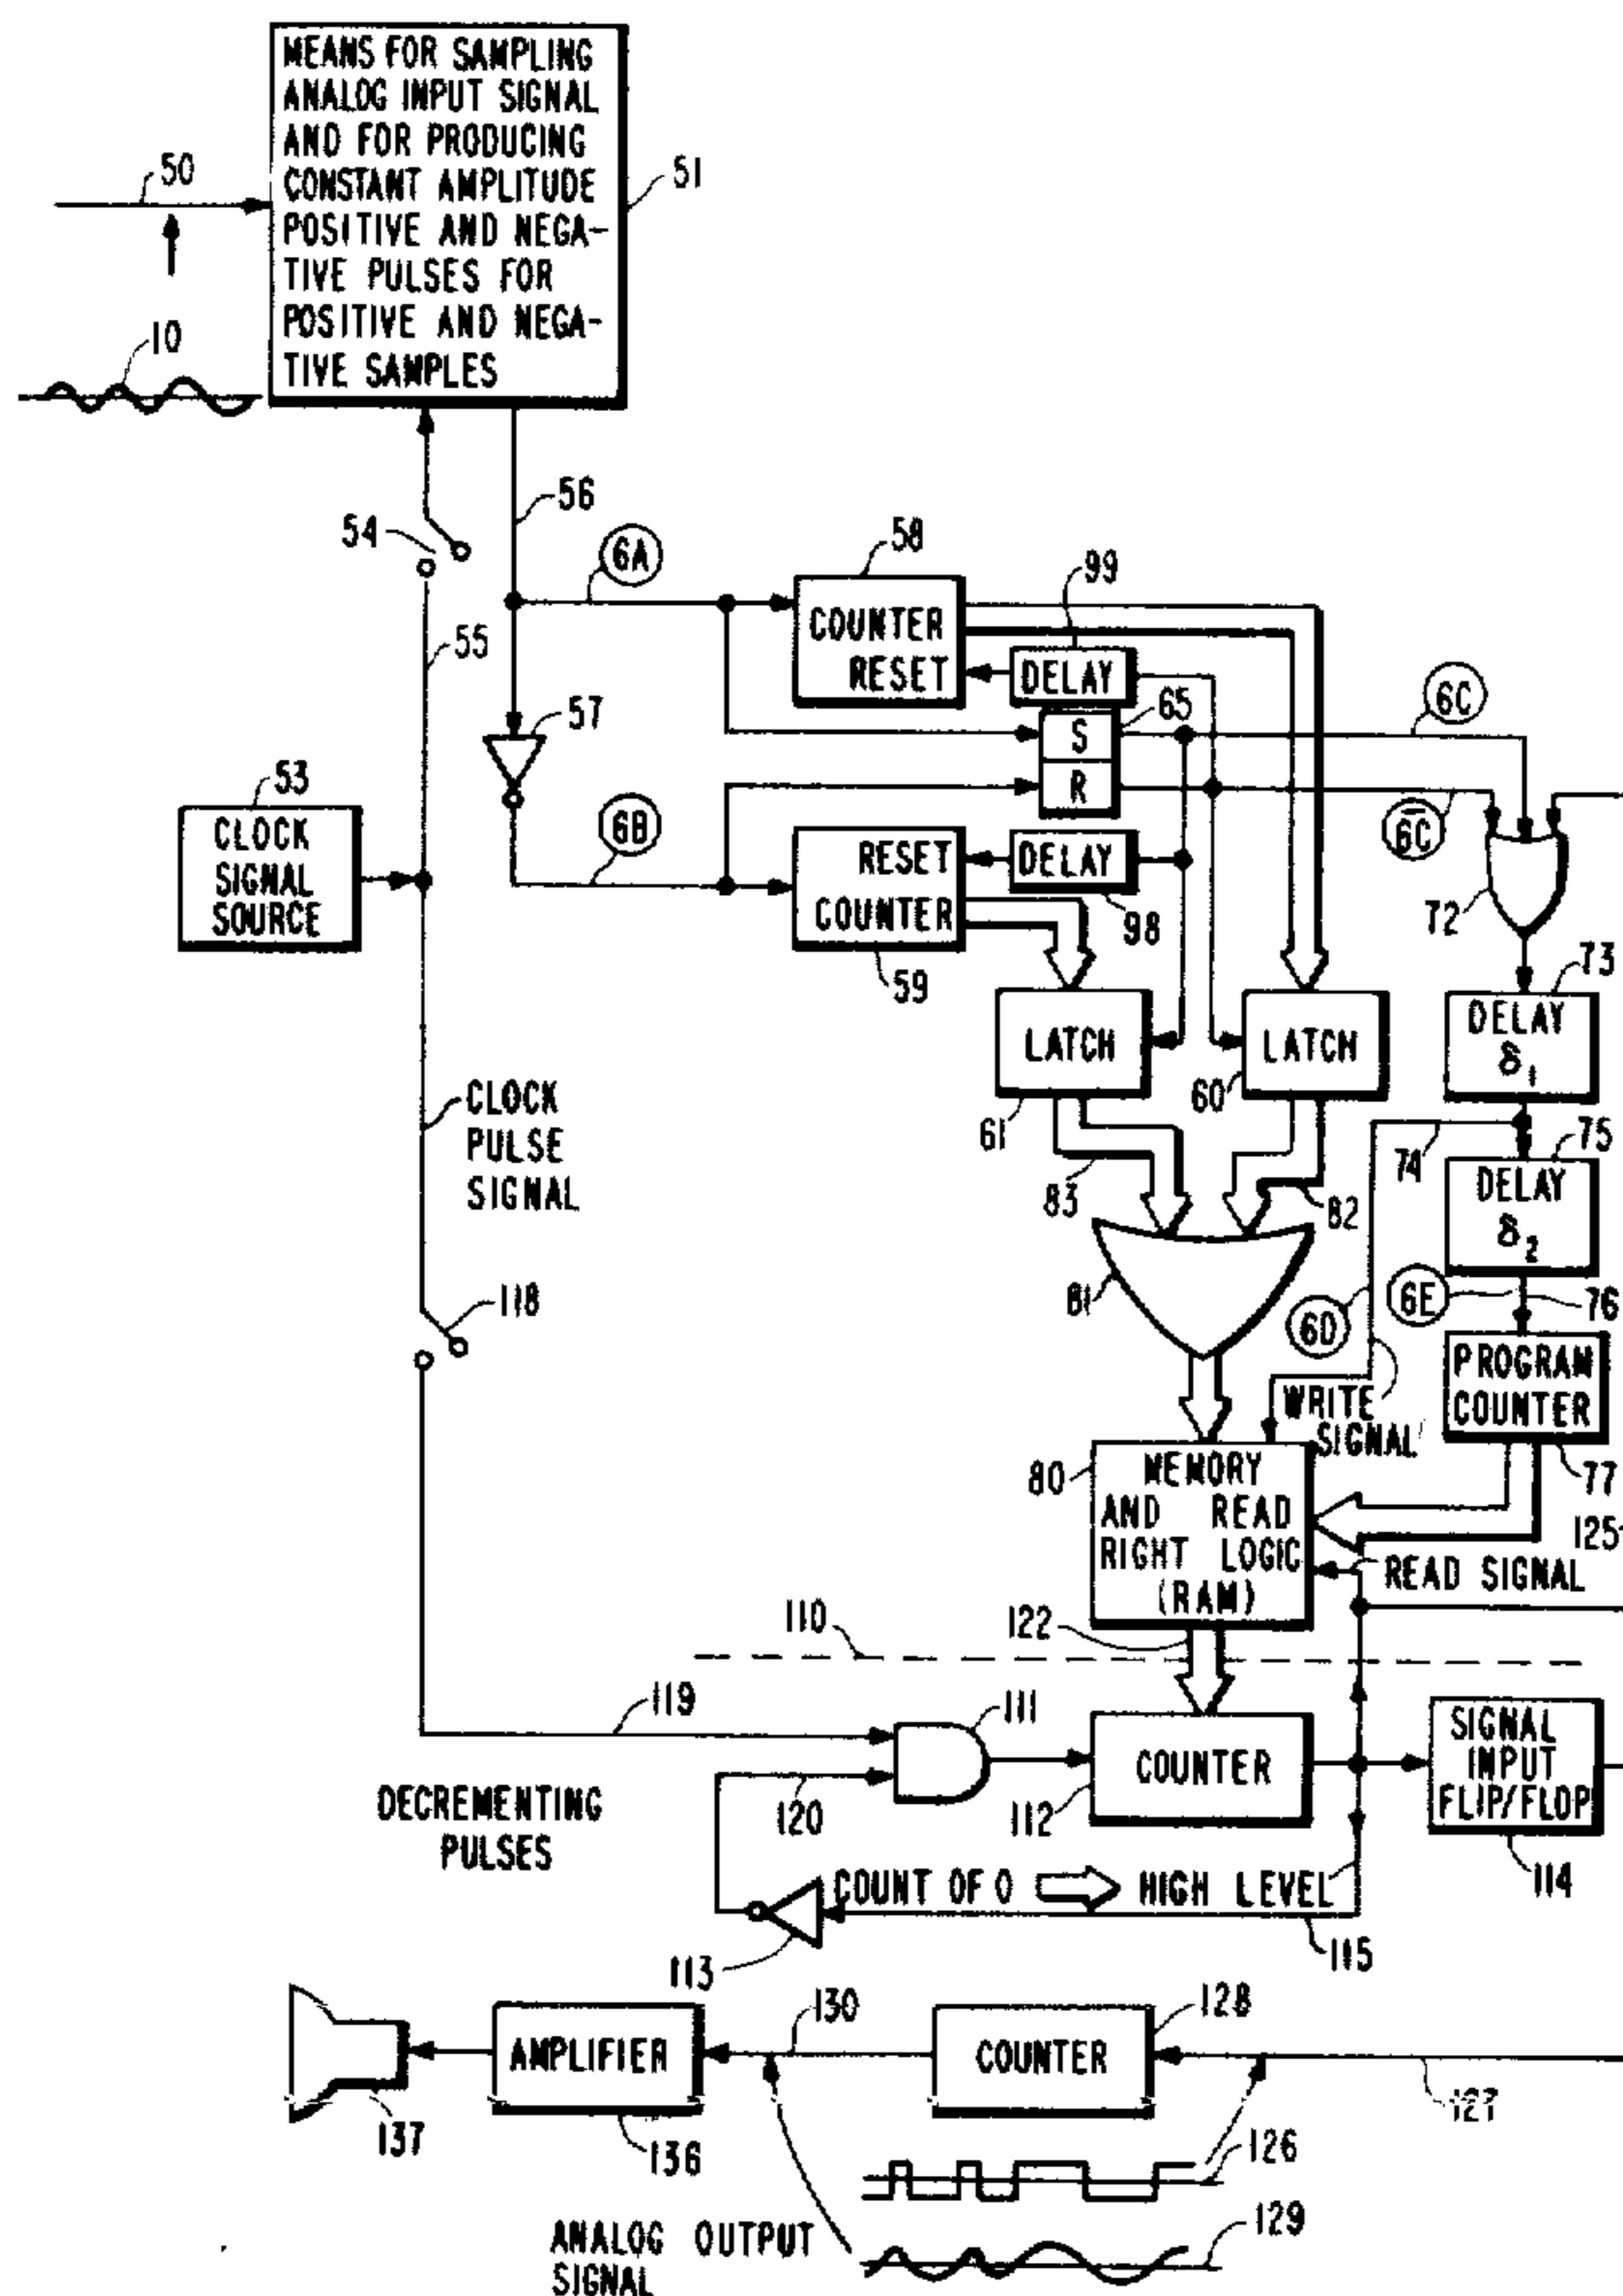 MEANS FOR SAMPLING
ANALOG INPUT SIGNAL
AND FOR PRODUCING
CONSTANT AMPLITUDE
POSITIVE AND NEGA-
TIVE PULSES FOR
POSITIVE AND NEGA-
TIVE SAMPLES
50
51
10
54
56
6A
58
99
COUNTER
RESET
DELAY
55
57
65
6C
S
R
53
CLOCK
SIGNAL
SOURCE
6B
RESET
COUNTER
DELAY
98
6C
72
59
73
LATCH
LATCH
DELAY
δ1
60
61
CLOCK
PULSE
SIGNAL
83
82
74
75
DELAY
δ2
118
81
6D
6E
76
PROGRAM
COUNTER
WRITE
SIGNAL
80
MEMORY
AND READ
RIGHT LOGIC
(RAM)
77
125
READ SIGNAL
110
122
119
111
SIGNAL
INPUT
FLIP/FLOP
COUNTER
120
112
114
DECREMENTING
PULSES
COUNT OF 0
HIGH LEVEL
113
115
130
128
AMPLIFIER
COUNTER
137
136
127
126
129
ANALOG OUTPUT
SIGNAL